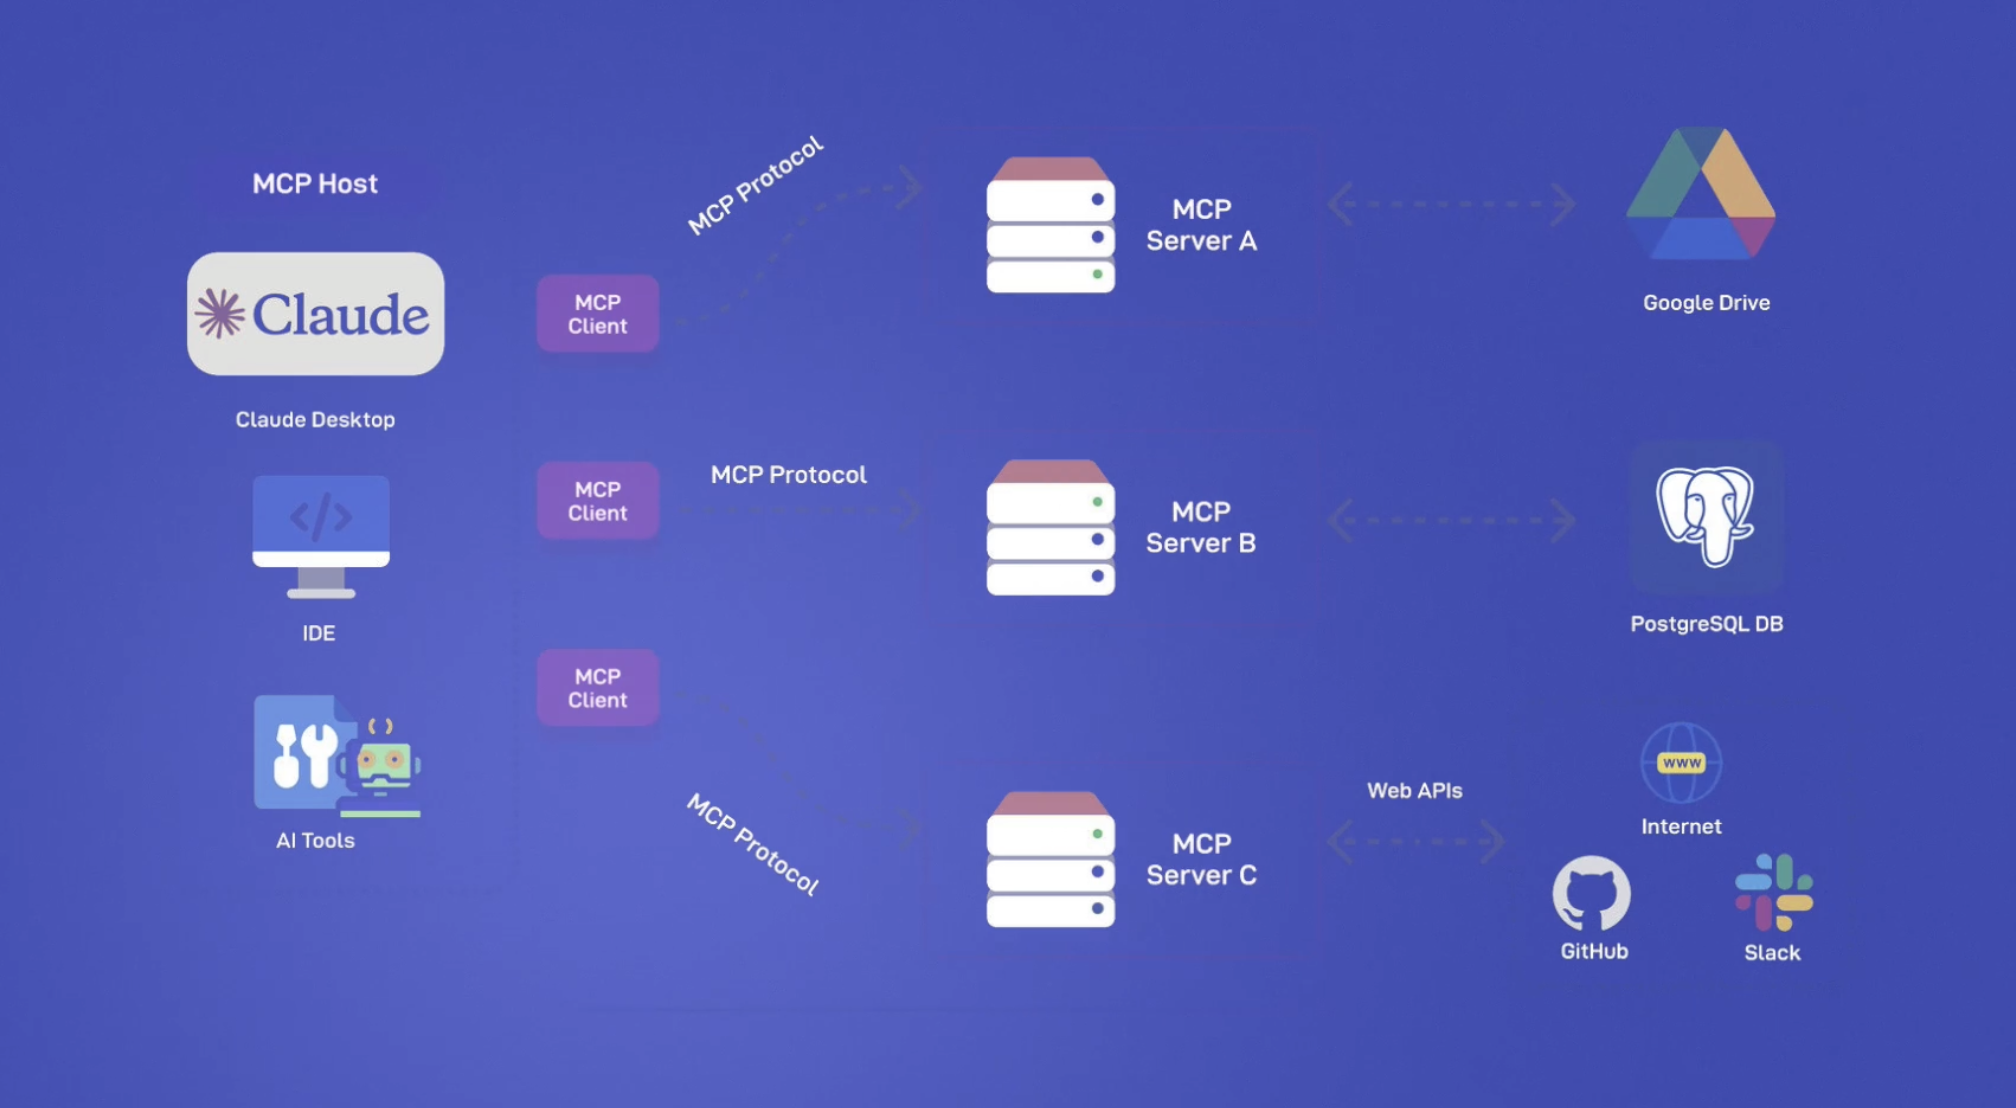 MCP Host
Claude
Claude Desktop
</>
IDE
AI Tools
MCP
Client
MCP
Client
MCP
Client
MCP Protocol
MCP Protocol
MCP Protocol
MCP
Server A
MCP
Server B
MCP
Server C
Google Drive
PostgreSQL DB
Web APIs
www
Internet
GitHub
Slack